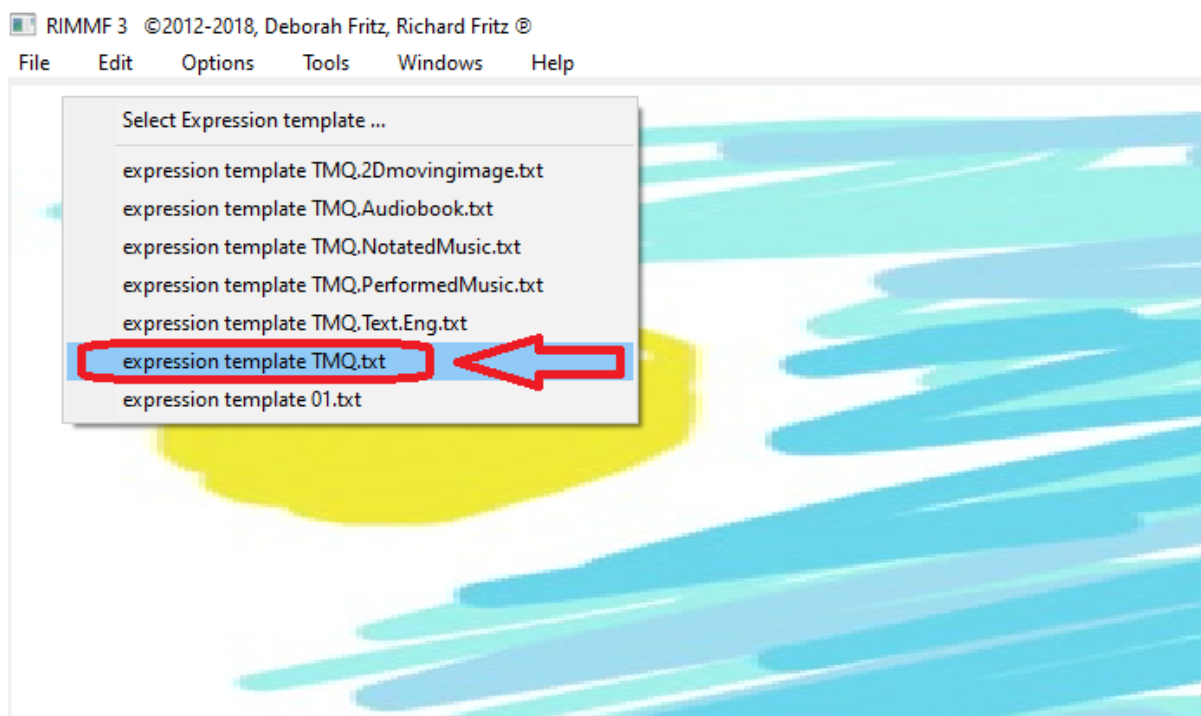 RIMMF 3 ©2012-2018, Deborah Fritz, Richard Fritz ®
File Edit Options Tools Windows Help
Select Expression template ...
expression template TMQ.2Dmovingimage.txt
expression template TMQ.Audiobook.txt
expression template TMQ.NotatedMusic.txt
expression template TMQ.PerformedMusic.txt
expression template TMQ.Text.Eng.txt
expression template TMQ.txt
expression template 01.txt